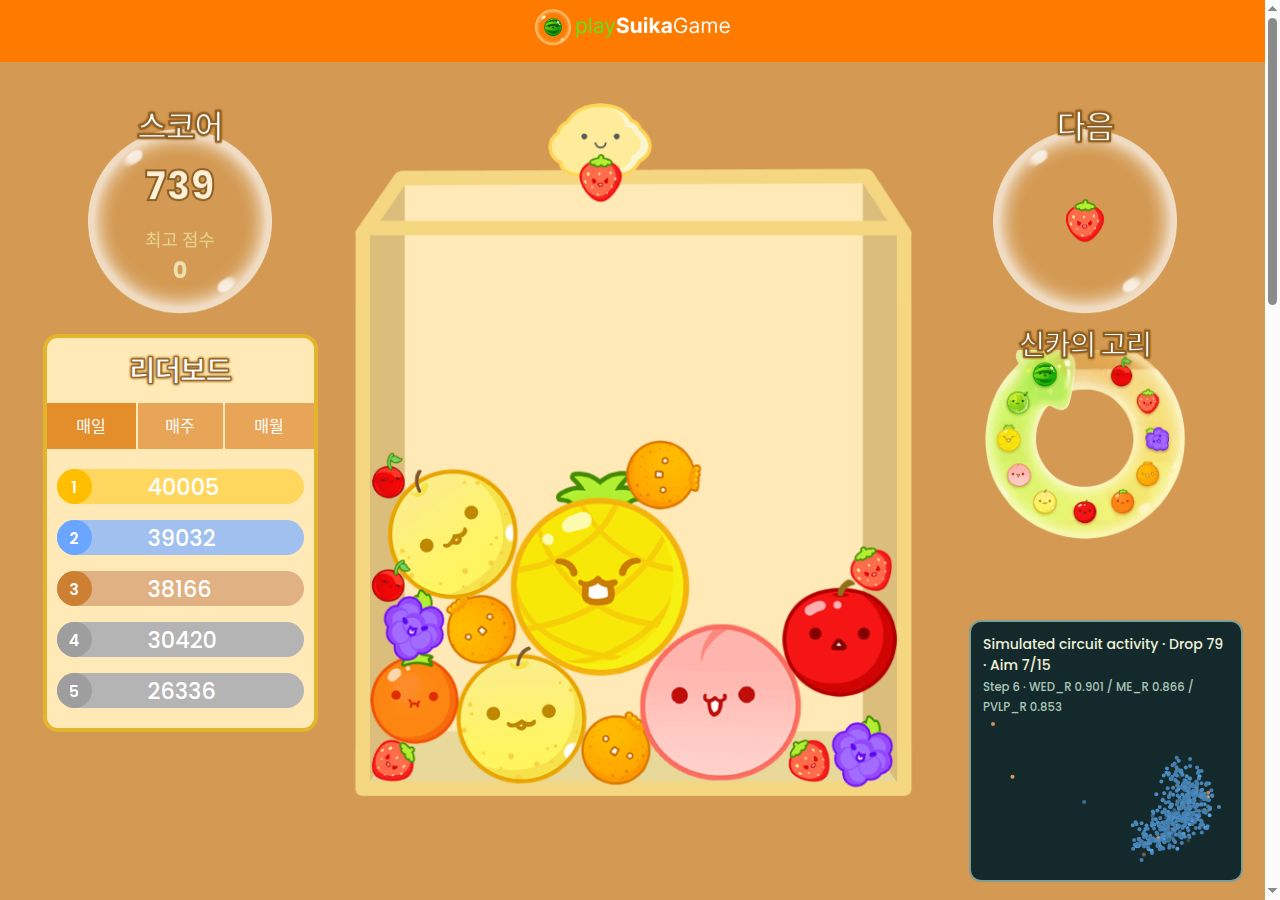 playSuikaGame
스코어
739
최고 점수
0
다음
리더보드
매일 매주 매월
1 40005
2 39032
3 38166
4 30420
5 26336
신카의 고리
Simulated circuit activity · Drop 79
· Aim 7/15
Step 6 · WED_R 0.901 / ME_R 0.866 /
PVLP_R 0.853